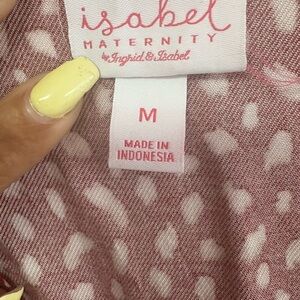 isabel
MATERNITY
by Ingrid & Isabel
M
MADE IN
INDONESIA